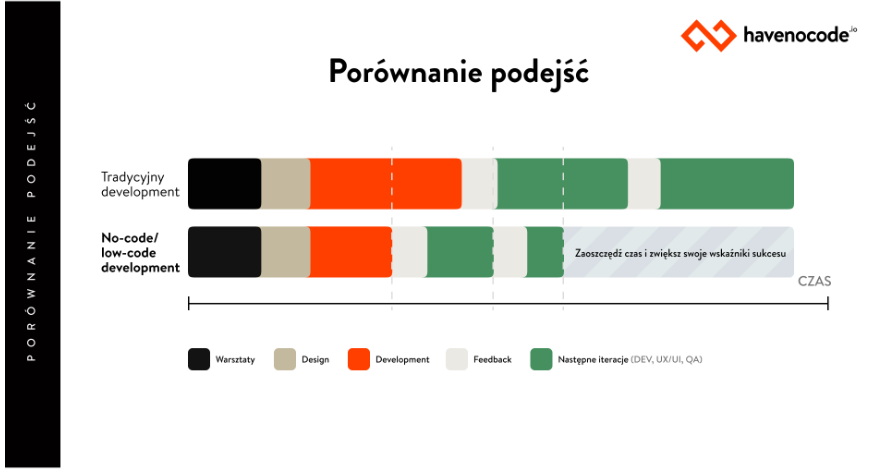 PORÓWNANIE PODEJŚĆ
havenocode.io
Porównanie podejść
Tradycyjny
development
No-code/
low-code
development
Zaoszczędź czas i zwiększ swoje wskaźniki sukcesu
CZAS
Warsztaty
Design
Development
Feedback
Następne iteracje (DEV, UX/UI, QA)